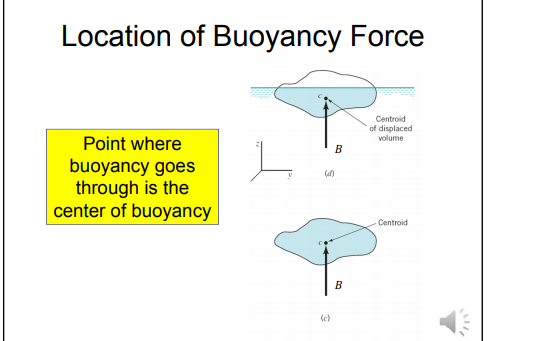 Location of Buoyancy Force
c
Centroid
of displaced
volume
B
(d)
z
y
Point where
buoyancy goes
through is the
center of buoyancy
Centroid
c
B
(c)